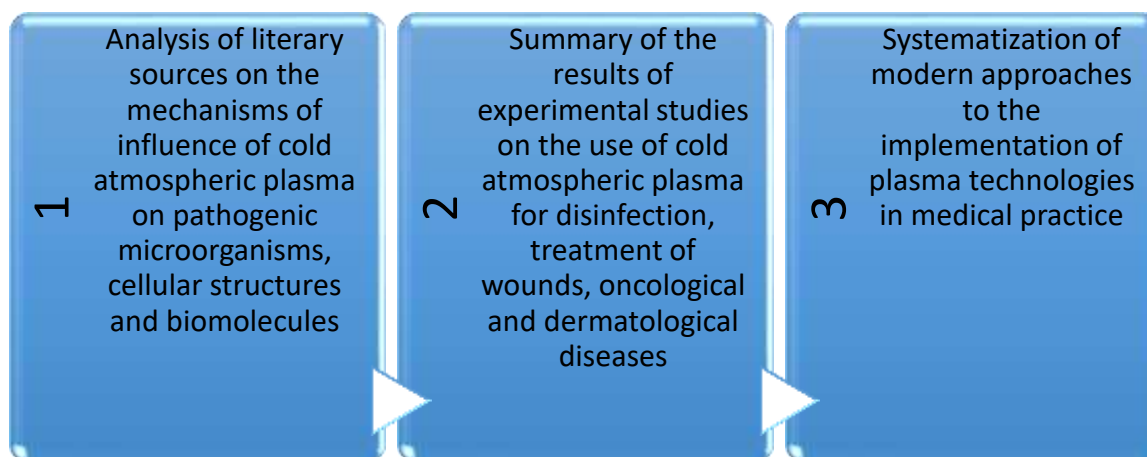 1
Analysis of literary
sources on the
mechanisms of
influence of cold
atmospheric plasma
on pathogenic
microorganisms,
cellular structures
and biomolecules
2
Summary of the
results of
experimental studies
on the use of cold
atmospheric plasma
for disinfection,
treatment of
wounds, oncological
and dermatological
diseases
3
Systematization of
modern approaches
to the
implementation of
plasma technologies
in medical practice